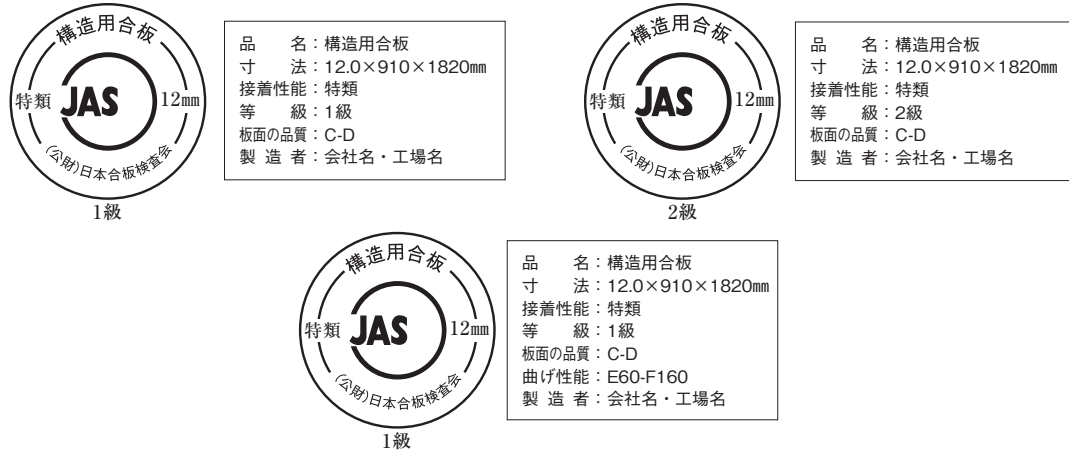 構造用合板
特類 JAS 12mm
(公財)日本合板検査会
1級
品 名：構造用合板
寸 法：12.0×910×1820㎜
接着性能：特類
等 級：1級
板面の品質：C-D
製 造 者：会社名・工場名
構造用合板
特類 JAS 12mm
(公財)日本合板検査会
2級
品 名：構造用合板
寸 法：12.0×910×1820㎜
接着性能：特類
等 級：2級
板面の品質：C-D
製 造 者：会社名・工場名
構造用合板
特類 JAS 12mm
(公財)日本合板検査会
1級
品 名：構造用合板
寸 法：12.0×910×1820㎜
接着性能：特類
等 級：1級
板面の品質：C-D
曲げ性能：E60-F160
製 造 者：会社名・工場名